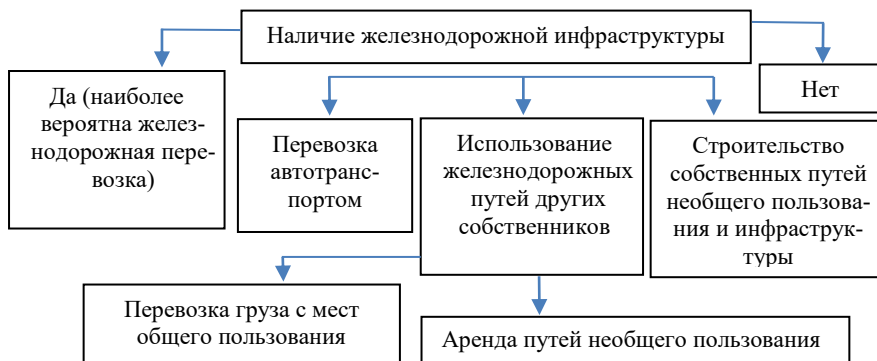 Наличие железнодорожной инфраструктуры
Да (наиболее
вероятна желез-
нодорожная пере-
возка)
Нет
Перевозка
автотранс-
портом
Использование
железнодорожных
путей других
собственников
Строительство
собственных путей
необщего пользова-
ния и инфраструк-
туры
Перевозка груза с мест
общего пользования
Аренда путей необщего пользования